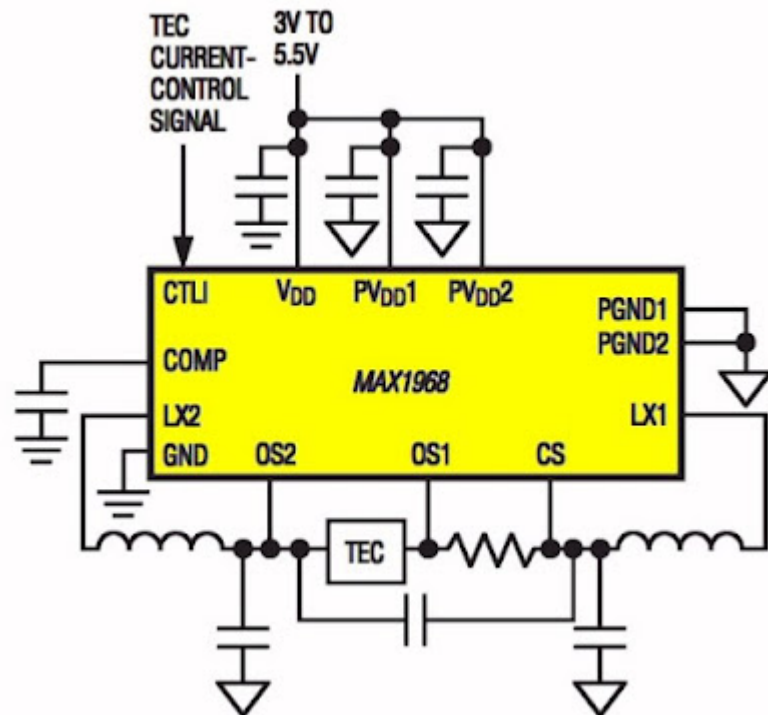 TEC
CURRENT-
CONTROL
SIGNAL
3V TO
5.5V
CTLI
VDD
PVDD1
PVDD2
PGND1
PGND2
COMP
MAX1968
LX2
LX1
GND
OS2
OS1
CS
TEC